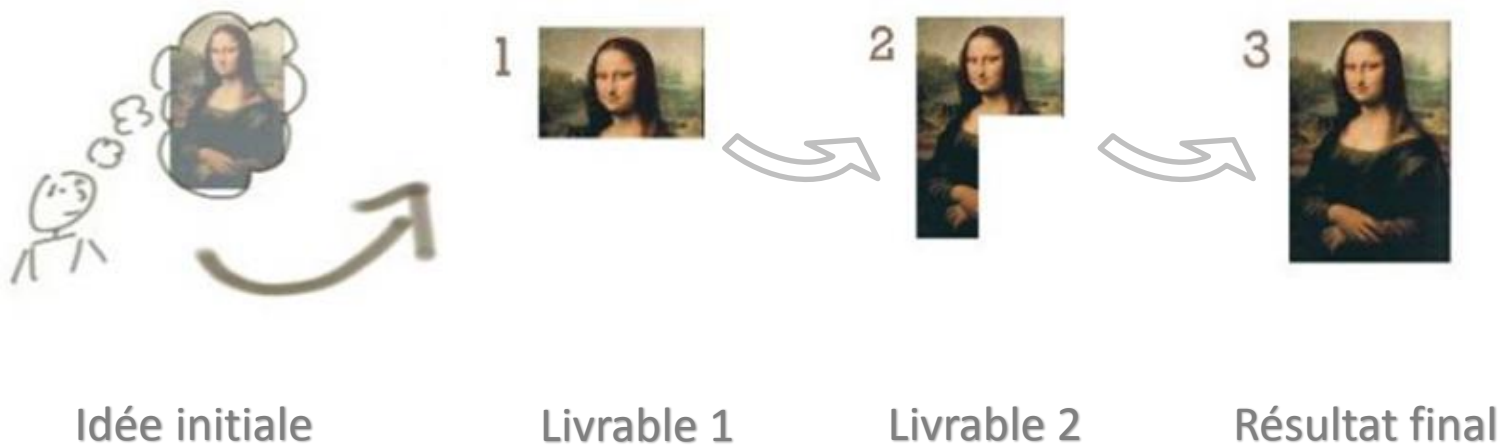 1
2
3
Idée initiale
Livrable 1
Livrable 2
Résultat final